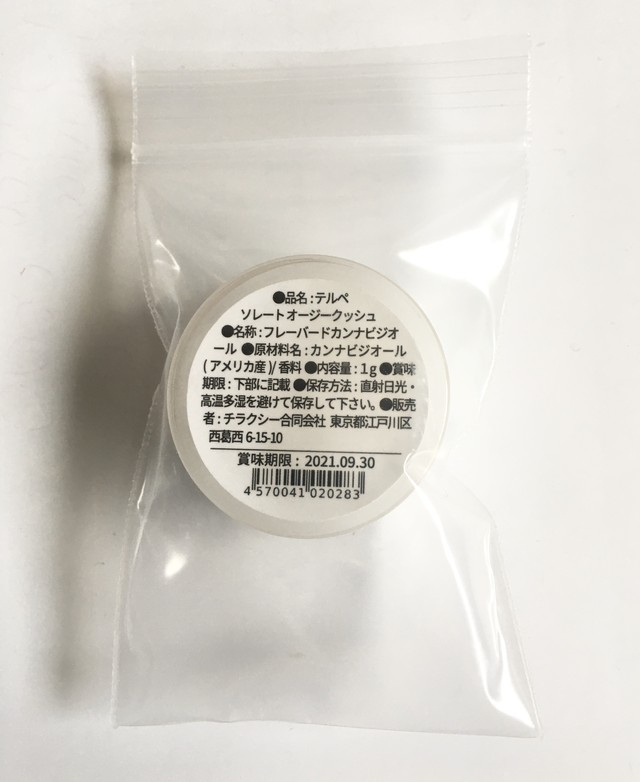 ●品名:テルペ
ソレート オージークッシュ
●名称:フレーバードカンナビジオ
ール ●原材料名:カンナビジオール
(アメリカ産)/香料 ●内容量:1g ●賞味
期限:下部に記載 ●保存方法:直射日光・
高温多湿を避けて保存して下さい。●販売
者:チラクシー合同会社 東京都江戸川区
西葛西 6-15-10
賞味期限: 2021.09.30
4 570041 020283